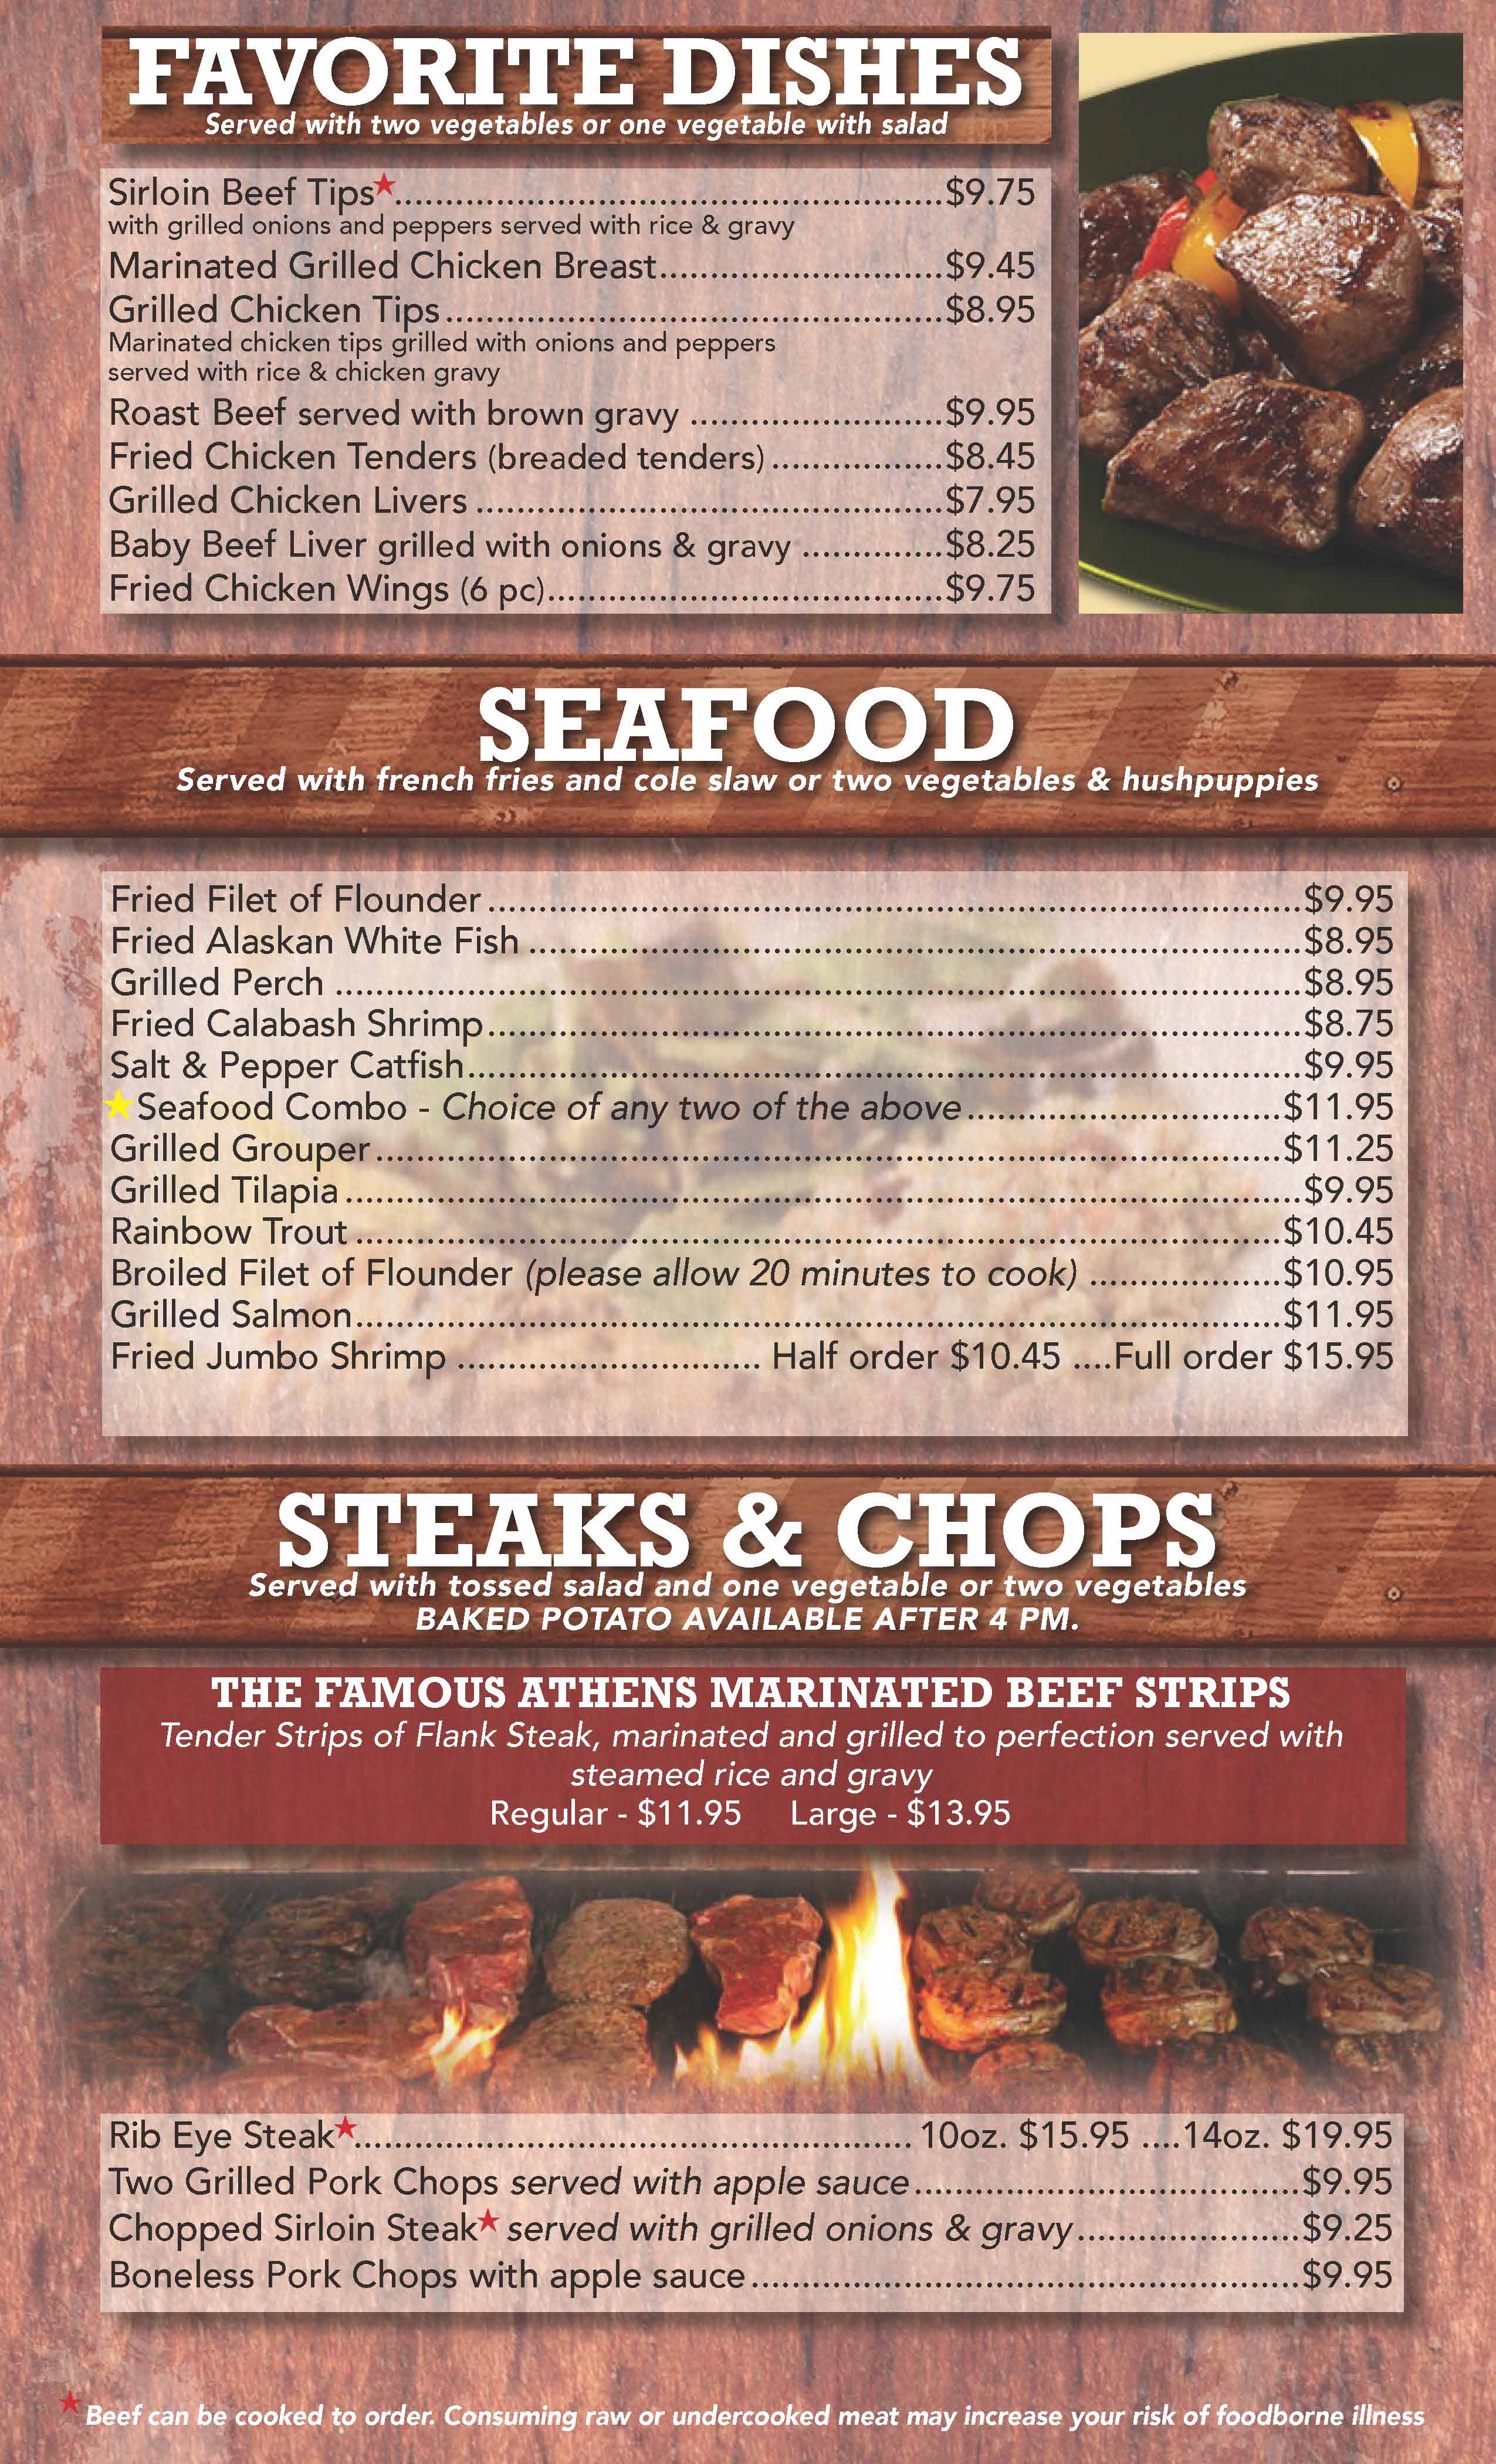 FAVORITE DISHES
Served with two vegetables or one vegetable with salad
Sirloin Beef Tips★......................................................$9.75
with grilled onions and peppers served with rice & gravy
Marinated Grilled Chicken Breast............................$9.45
Grilled Chicken Tips.................................................$8.95
Marinated chicken tips grilled with onions and peppers
served with rice & chicken gravy
Roast Beef served with brown gravy .........................$9.95
Fried Chicken Tenders (breaded tenders).................$8.45
Grilled Chicken Livers ..............................................$7.95
Baby Beef Liver grilled with onions & gravy ..............$8.25
Fried Chicken Wings (6 pc).......................................$9.75
SEAFOOD
Served with french fries and cole slaw or two vegetables & hushpuppies
Fried Filet of Flounder................................................................................$9.95
Fried Alaskan White Fish............................................................................$8.95
Grilled Perch ...............................................................................................$8.95
Fried Calabash Shrimp................................................................................$8.75
Salt & Pepper Catfish..................................................................................$9.95
★Seafood Combo - Choice of any two of the above...............................$11.95
Grilled Grouper.........................................................................................$11.25
Grilled Tilapia..............................................................................................$9.95
Rainbow Trout...........................................................................................$10.45
Broiled Filet of Flounder (please allow 20 minutes to cook) ...................$10.95
Grilled Salmon...........................................................................................$11.95
Fried Jumbo Shrimp .............................. Half order $10.45 ....Full order $15.95
STEAKS & CHOPS
Served with tossed salad and one vegetable or two vegetables
BAKED POTATO AVAILABLE AFTER 4 PM.
THE FAMOUS ATHENS MARINATED BEEF STRIPS
Tender Strips of Flank Steak, marinated and grilled to perfection served with
steamed rice and gravy
Regular - $11.95 Large - $13.95
Rib Eye Steak★....................................................... 10oz. $15.95 ....14oz. $19.95
Two Grilled Pork Chops served with apple sauce......................................$9.95
Chopped Sirloin Steak★ served with grilled onions & gravy......................$9.25
Boneless Pork Chops with apple sauce......................................................$9.95
★Beef can be cooked to order. Consuming raw or undercooked meat may increase your risk of foodborne illness